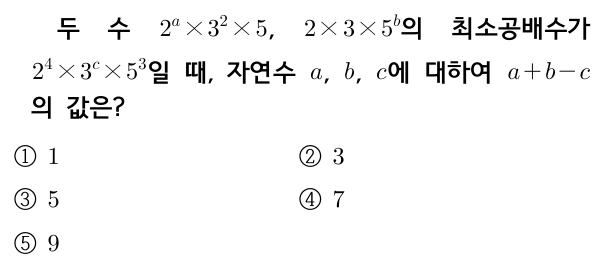 두 수 $2^a \times 3^2 \times 5$, $2 \times 3 \times 5^b$의 최소공배수가
$2^4 \times 3^c \times 5^3$일 때, 자연수 $a$, $b$, $c$에 대하여 $a+b-c$
의 값은?
① 1 ② 3
③ 5 ④ 7
⑤ 9